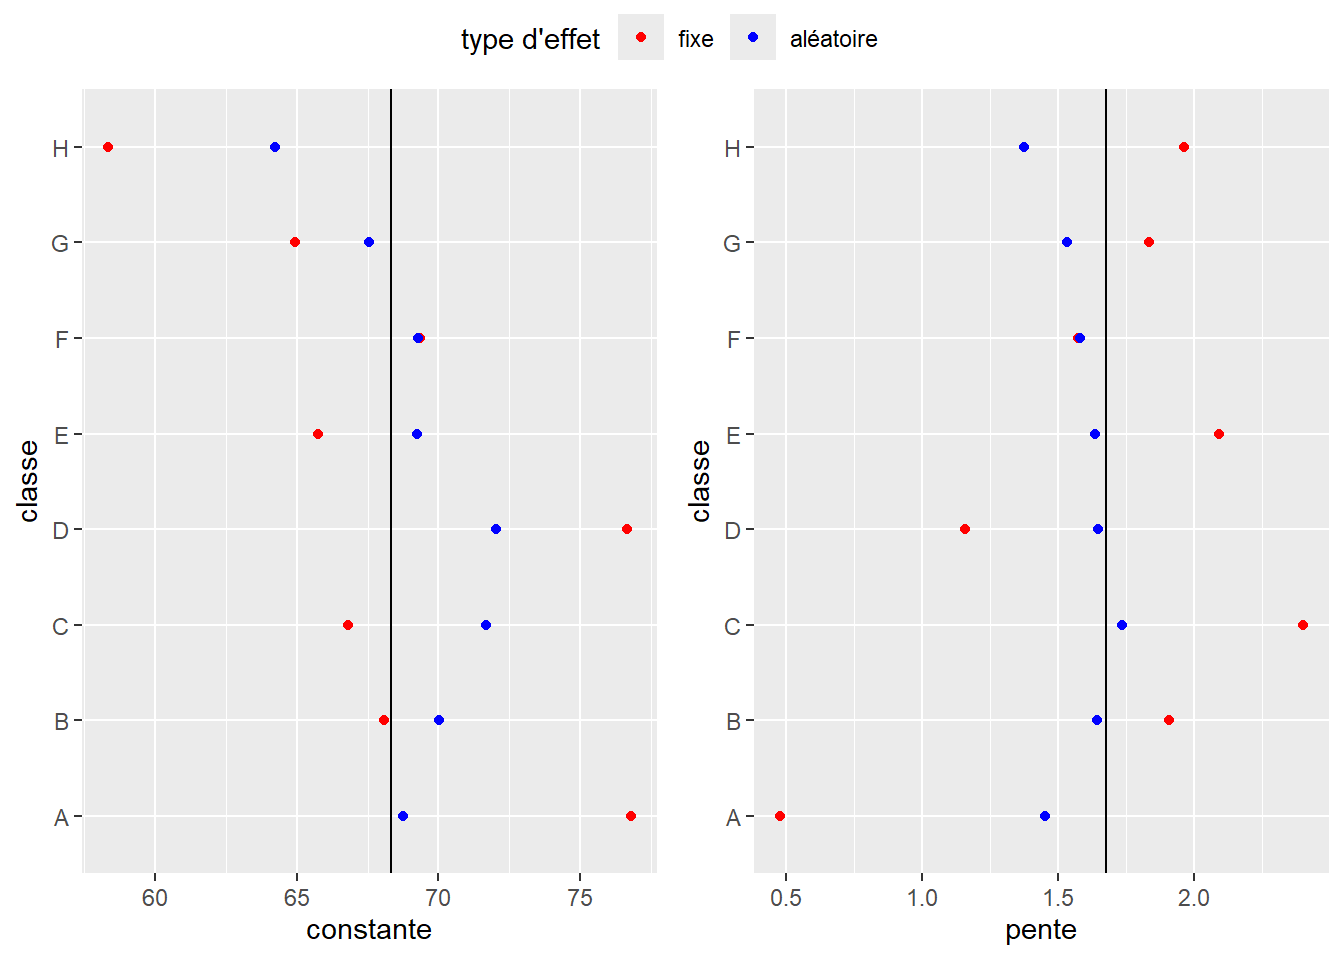 type d'effet fixe aléatoire
H
G
F
E
D
C
B
A
classe
60 65 70 75
constante
H
G
F
E
D
C
B
A
classe
0.5 1.0 1.5 2.0
pente